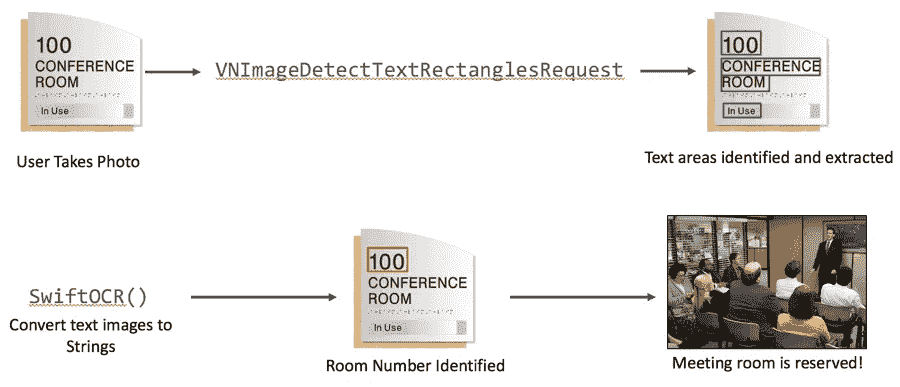 100
CONFERENCE
ROOM
In Use
User Takes Photo
VNImageDetectTextRectanglesRequest
100
CONFERENCE
ROOM
In Use
Text areas identified and extracted
SwiftOCR()
Convert text images to
Strings
100
CONFERENCE
ROOM
In Use
Room Number Identified
Meeting room is reserved!